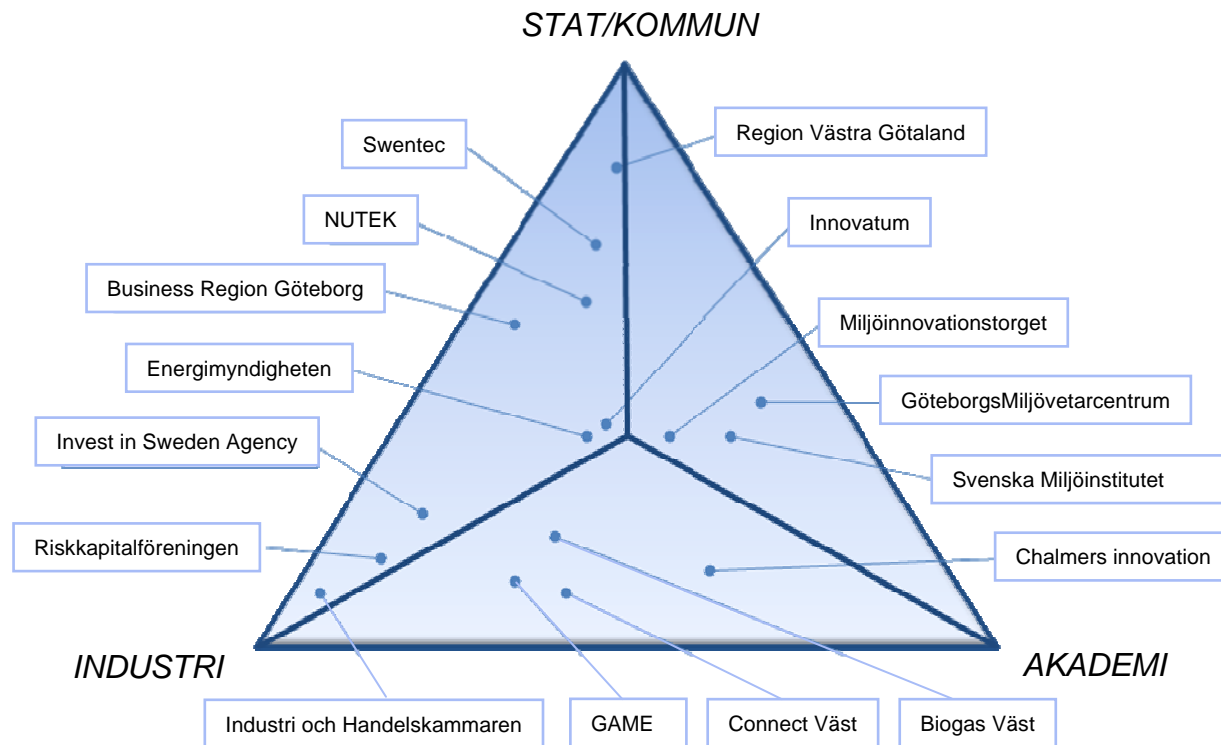 STAT/KOMMUN
Swentec
Region Västra Götaland
NUTEK
Innovatum
Business Region Göteborg
Miljöinnovationstorget
Energimyndigheten
GöteborgsMiljövetarcentrum
Invest in Sweden Agency
Svenska Miljöinstitutet
Riskkapitalföreningen
Chalmers innovation
INDUSTRI
AKADEMI
Industri och Handelskammaren
GAME
Connect Väst
Biogas Väst